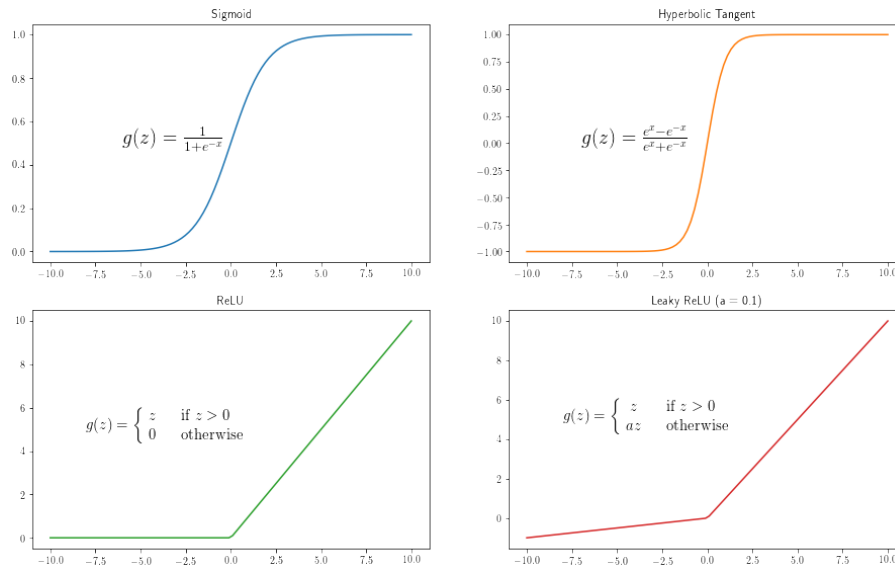 Sigmoid
1.0
0.8
0.6
0.4
0.2
0.0
g(z) = 1/(1+e^{−x})
−10.0 −7.5 −5.0 −2.5 0.0 2.5 5.0 7.5 10.0
Hyperbolic Tangent
1.00
0.75
0.50
0.25
0.00
−0.25
−0.50
−0.75
−1.00
g(z) = (e^x−e^{−x})/(e^x+e^{−x})
−10.0 −7.5 −5.0 −2.5 0.0 2.5 5.0 7.5 10.0
ReLU
10
8
6
4
2
0
g(z) = { z if z > 0
0 otherwise
−10.0 −7.5 −5.0 −2.5 0.0 2.5 5.0 7.5 10.0
Leaky ReLU (a = 0.1)
10
8
6
4
2
0
g(z) = { z if z > 0
az otherwise
−10.0 −7.5 −5.0 −2.5 0.0 2.5 5.0 7.5 10.0